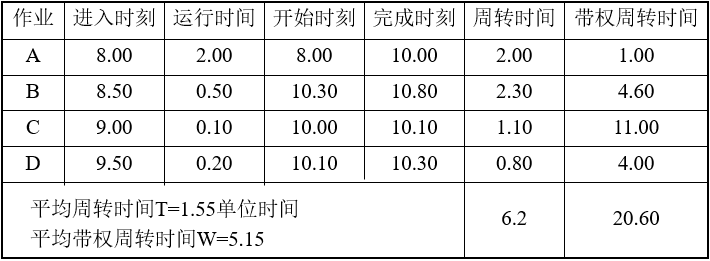 作业 进入时刻 运行时间 开始时刻 完成时刻 周转时间 带权周转时间
A 8.00 2.00 8.00 10.00 2.00 1.00
B 8.50 0.50 10.30 10.80 2.30 4.60
C 9.00 0.10 10.00 10.10 1.10 11.00
D 9.50 0.20 10.10 10.30 0.80 4.00
平均周转时间T=1.55单位时间
平均带权周转时间W=5.15
6.2 20.60